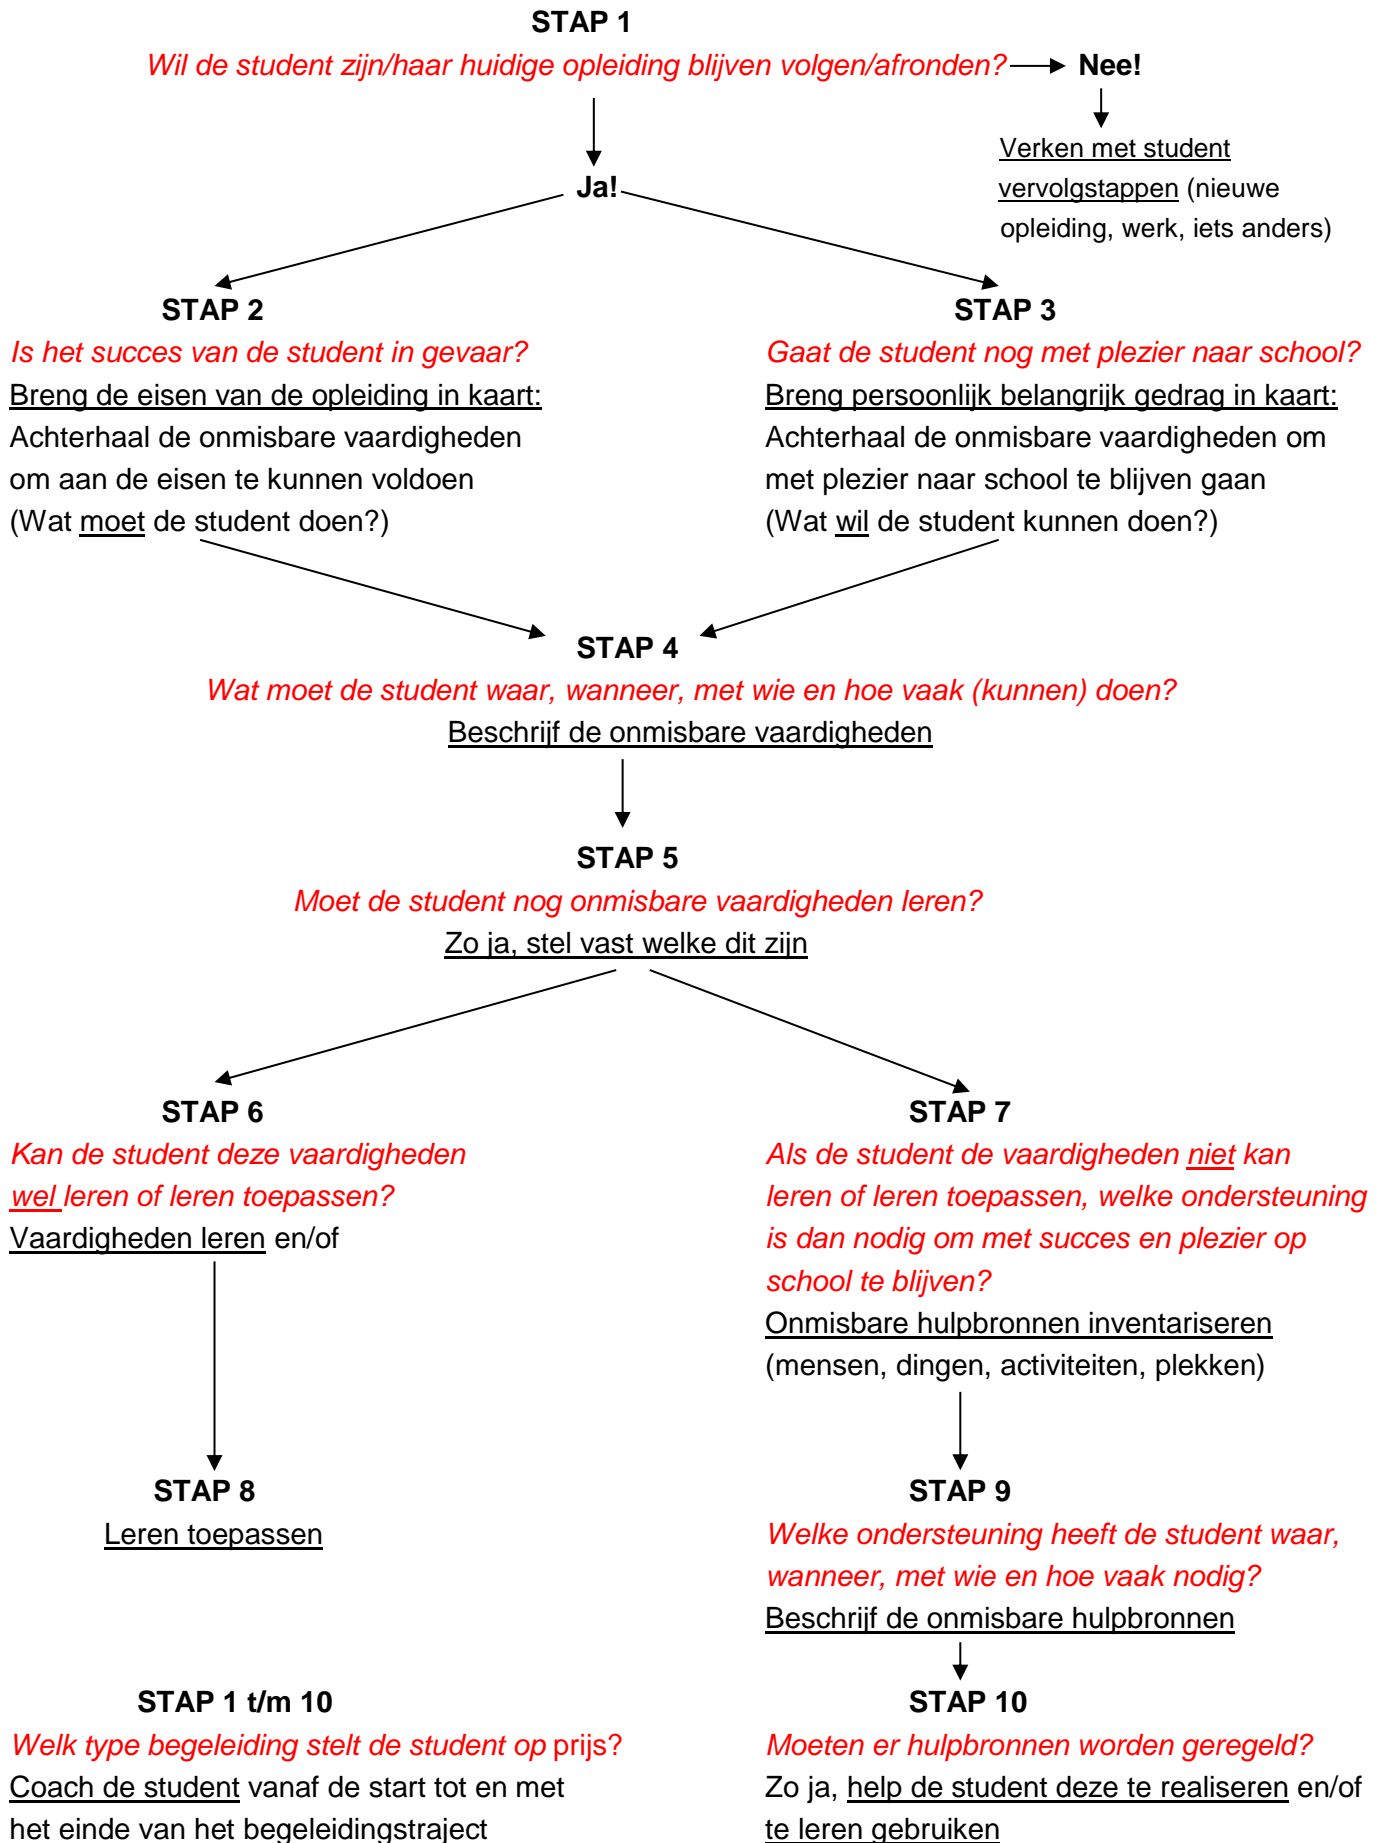 STAP 1
Wil de student zijn/haar huidige opleiding blijven volgen/afronden?
Nee!
Verken met student
vervolgstappen (nieuwe
opleiding, werk, iets anders)
Ja!
STAP 2
Is het succes van de student in gevaar?
Breng de eisen van de opleiding in kaart:
Achterhaal de onmisbare vaardigheden
om aan de eisen te kunnen voldoen
(Wat moet de student doen?)
STAP 3
Gaat de student nog met plezier naar school?
Breng persoonlijk belangrijk gedrag in kaart:
Achterhaal de onmisbare vaardigheden om
met plezier naar school te blijven gaan
(Wat wil de student kunnen doen?)
STAP 4
Wat moet de student waar, wanneer, met wie en hoe vaak (kunnen) doen?
Beschrijf de onmisbare vaardigheden
STAP 5
Moet de student nog onmisbare vaardigheden leren?
Zo ja, stel vast welke dit zijn
STAP 6
Kan de student deze vaardigheden
wel leren of leren toepassen?
Vaardigheden leren en/of
STAP 7
Als de student de vaardigheden niet kan
leren of leren toepassen, welke ondersteuning
is dan nodig om met succes en plezier op
school te blijven?
Onmisbare hulpbronnen inventariseren
(mensen, dingen, activiteiten, plekken)
STAP 8
Leren toepassen
STAP 9
Welke ondersteuning heeft de student waar,
wanneer, met wie en hoe vaak nodig?
Beschrijf de onmisbare hulpbronnen
STAP 1 t/m 10
Welk type begeleiding stelt de student op prijs?
Coach de student vanaf de start tot en met
het einde van het begeleidingstraject
STAP 10
Moeten er hulpbronnen worden geregeld?
Zo ja, help de student deze te realiseren en/of
te leren gebruiken